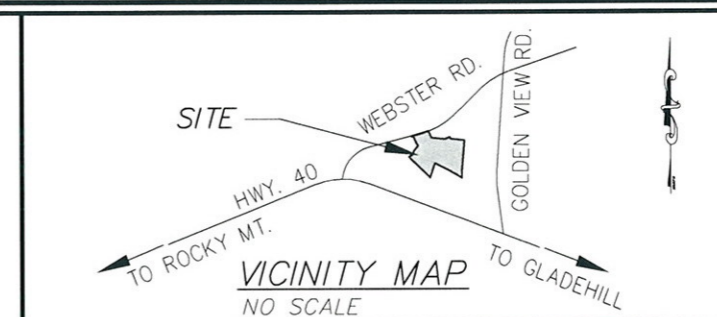 WEBSTER RD.
GOLDEN VIEW RD.
SITE
HWY. 40
TO ROCKY MT.
TO GLADEHILL
VICINITY MAP
NO SCALE